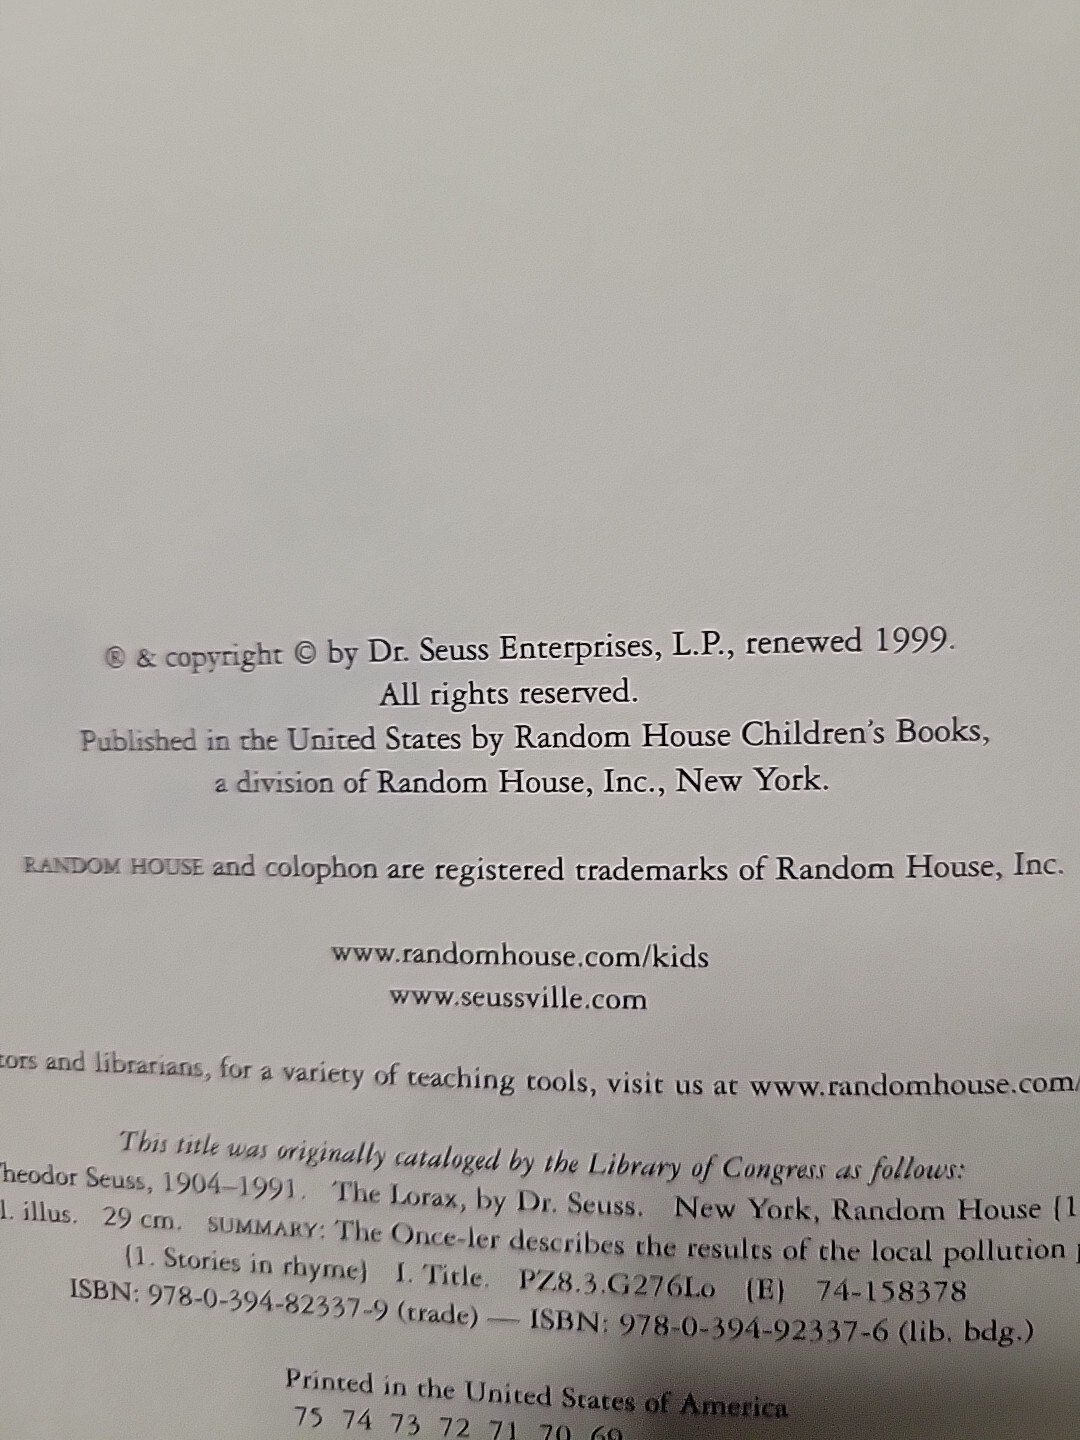 ® & copyright © by Dr. Seuss Enterprises, L.P., renewed 1999.
All rights reserved.
Published in the United States by Random House Children's Books,
a division of Random House, Inc., New York.
RANDOM HOUSE and colophon are registered trademarks of Random House, Inc.
www.randomhouse.com/kids
www.seussville.com
tors and librarians, for a variety of teaching tools, visit us at www.randomhouse.com/
This title was originally cataloged by the Library of Congress as follows:
heodor Seuss, 1904–1991. The Lorax, by Dr. Seuss. New York, Random House {1
l. illus. 29 cm. SUMMARY: The Once-ler describes the results of the local pollution
{1. Stories in rhyme} I. Title. PZ8.3.G276Lo {E} 74-158378
ISBN: 978-0-394-82337-9 (trade) — ISBN: 978-0-394-92337-6 (lib. bdg.)
Printed in the United States of America
75 74 73 72 71 70 69